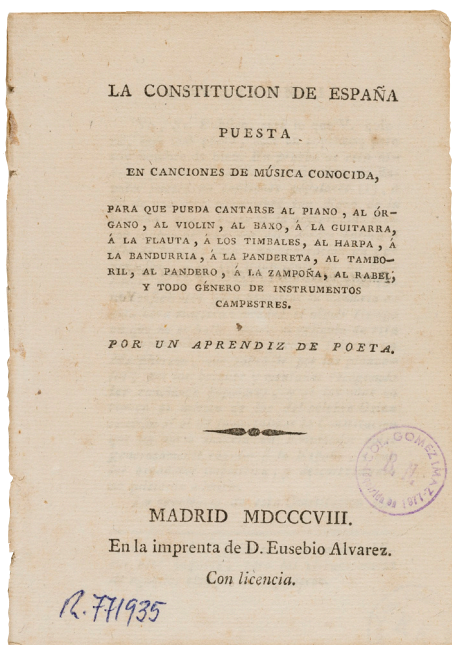 LA CONSTITUCION DE ESPAÑA
PUESTA
EN CANCIONES DE MÚSICA CONOCIDA,
PARA QUE PUEDA CANTARSE AL PIANO, AL ÓR-
GANO, AL VIOLIN, AL BAXO, Á LA GUITARRA,
Á LA FLAUTA, Á LOS TIMBALES, AL HARPA, Á
LA BANDURRIA, Á LA PANDERETA, AL TAMBO-
RIL, AL PANDERO, Á LA ZAMPOÑA, AL RABEL,
Y TODO GÉNERO DE INSTRUMENTOS
CAMPESTRES.
POR UN APRENDIZ DE POETA.
GOMEZ IMAZ
MADRID MDCCCVIII.
En la imprenta de D. Eusebio Alvarez.
Con licencia.
R. 771935